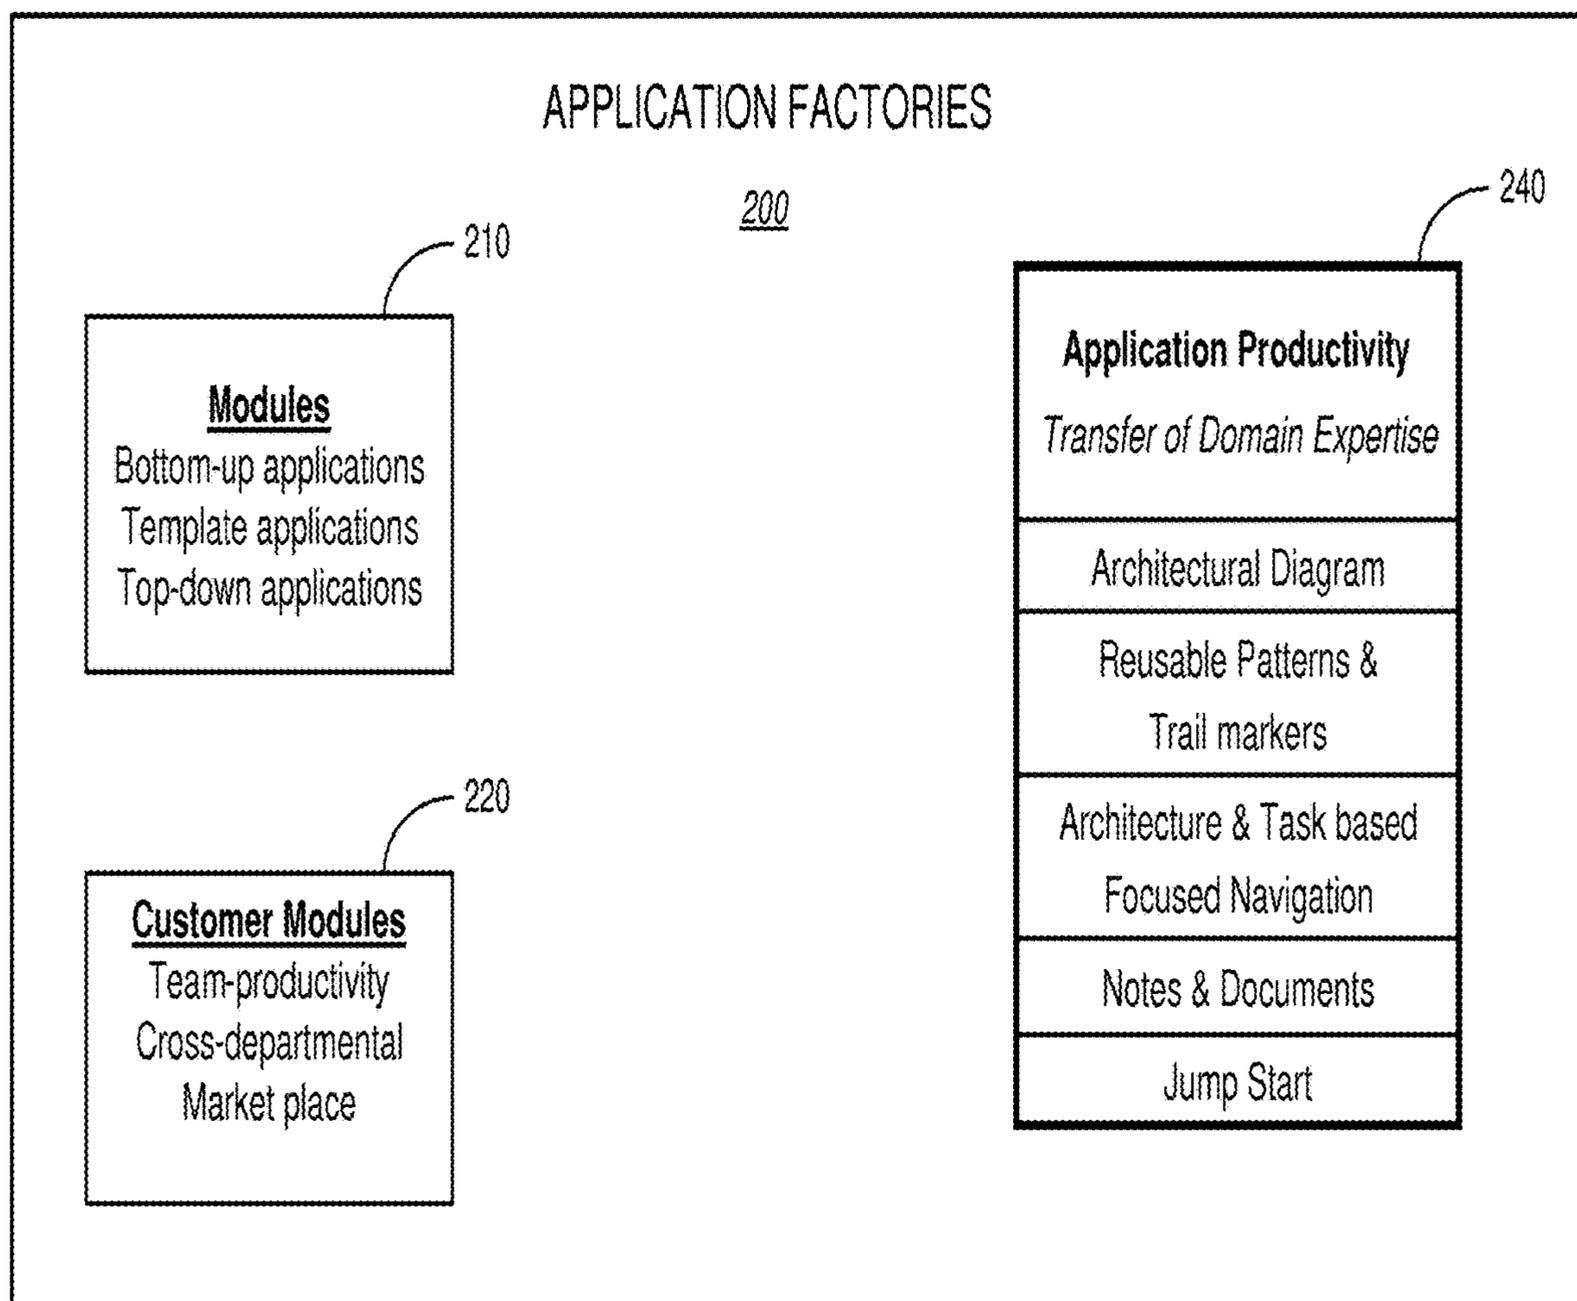 APPLICATION FACTORIES
200
210
Modules
Bottom-up applications
Template applications
Top-down applications
220
Customer Modules
Team-productivity
Cross-departmental
Market place
240
Application Productivity
Transfer of Domain Expertise
Architectural Diagram
Reusable Patterns &
Trail markers
Architecture & Task based
Focused Navigation
Notes & Documents
Jump Start